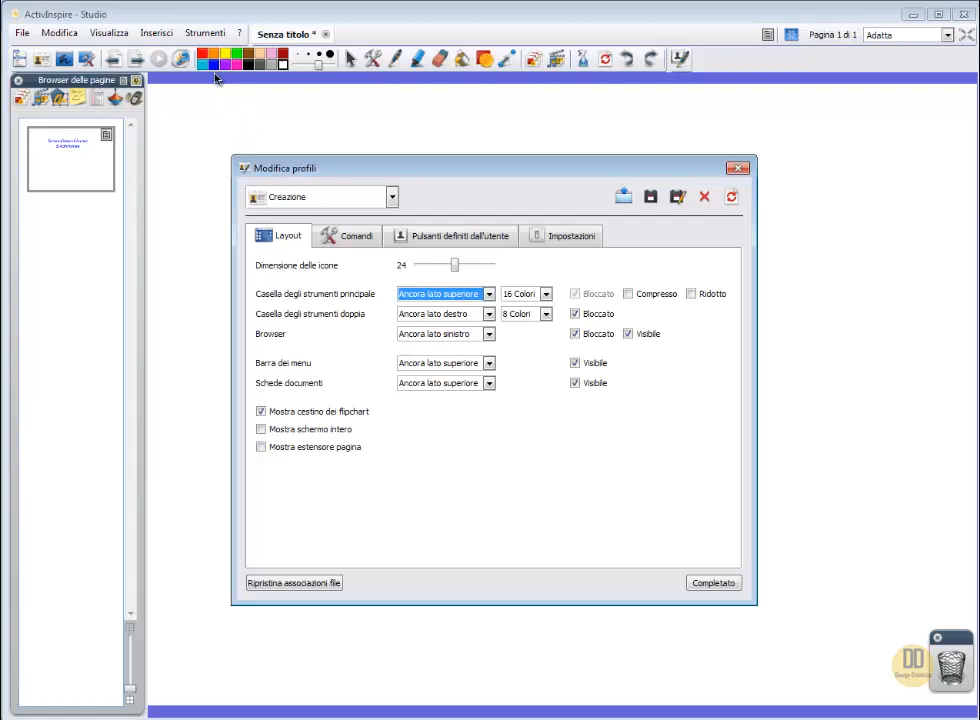 ActivInspire - Studio
File Modifica Visualizza Inserisci Strumenti ? Senza titolo * Pagina 1 di 1 Adatta
Browser delle pagine
Modifica profili
Creazione
Layout Comandi Pulsanti definiti dall'utente Impostazioni
Dimensione delle icone 24
Casella degli strumenti principale Ancora lato superiore 16 Colori Bloccato Compresso Ridotto
Casella degli strumenti doppia Ancora lato destro 8 Colori Bloccato
Browser Ancora lato sinistro Bloccato Visibile
Barra dei menu Ancora lato superiore Visibile
Schede documenti Ancora lato superiore Visibile
Mostra cestino dei flipchart
Mostra schermo intero
Mostra estensore pagina
Ripristina associazioni file Completato
DD